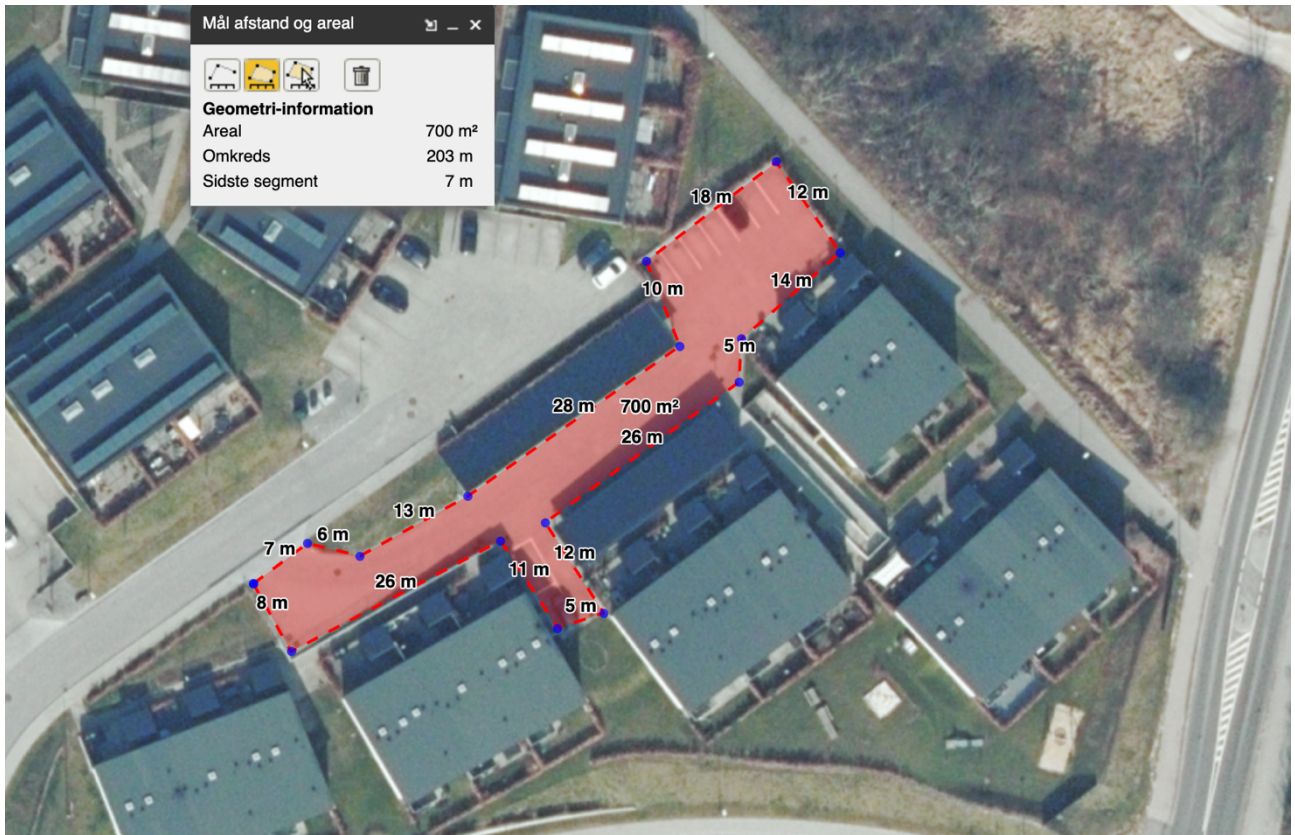 Mål afstand og areal
Geometri-information
Areal 700 m²
Omkreds 203 m
Sidste segment 7 m
18 m
12 m
10 m
14 m
5 m
28 m
700 m²
26 m
13 m
6 m
7 m
12 m
11 m
26 m
8 m
5 m